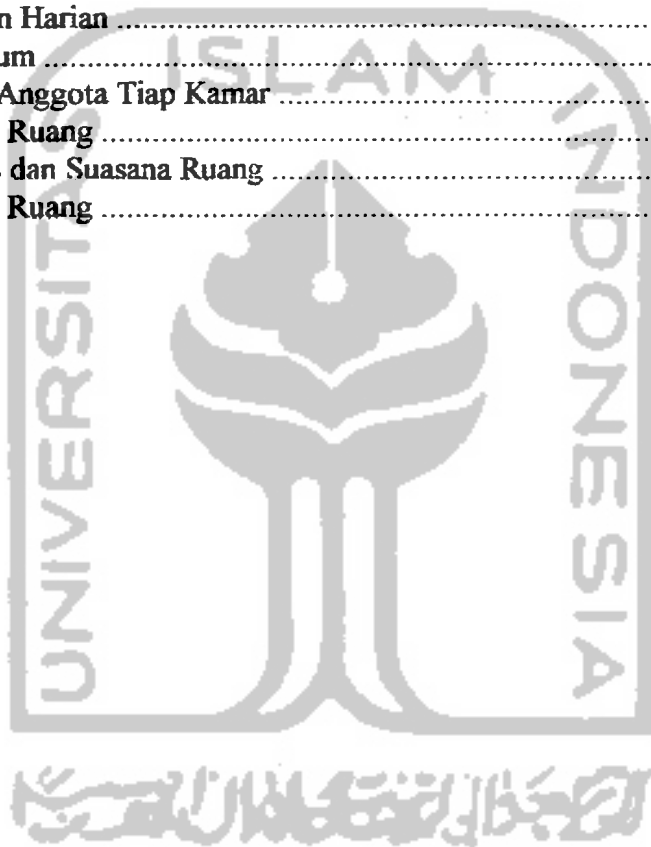 n Harian ........................................................
um ........................................................
Anggota Tiap Kamar ........................................
Ruang ........................................................
dan Suasana Ruang ........................................
Ruang ........................................................
UNIVERSITAS ISLAM INDONESIA